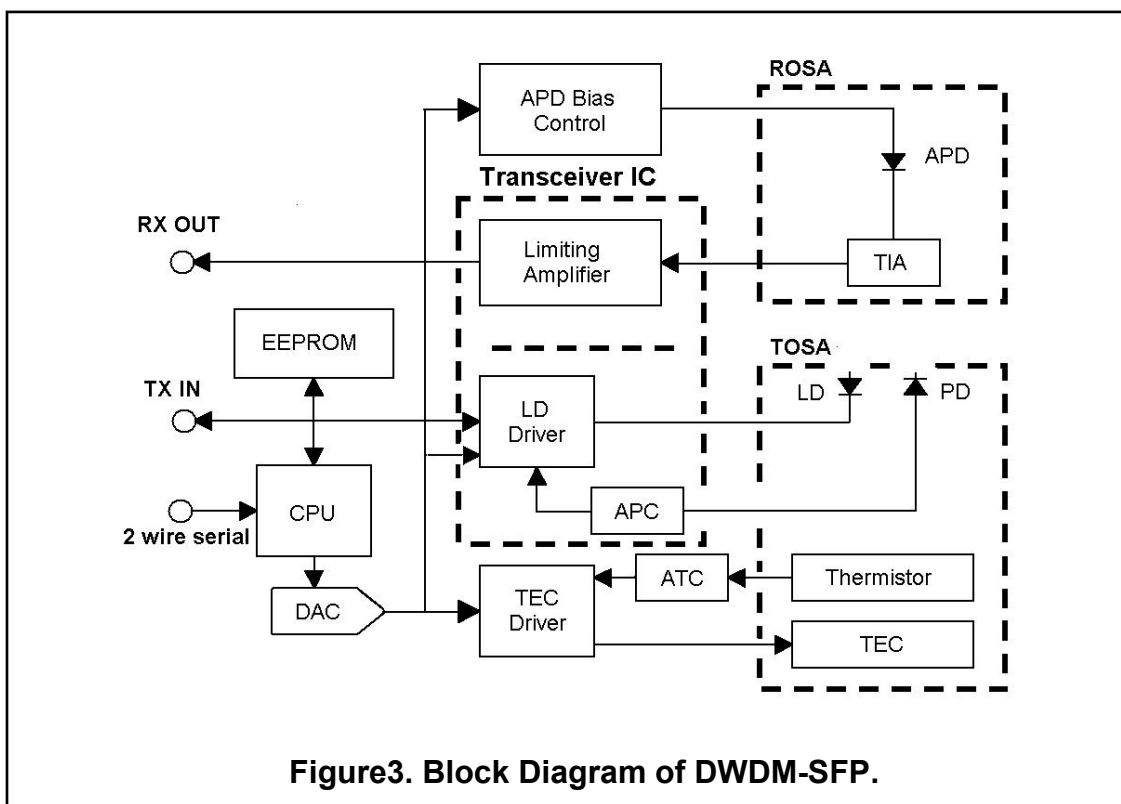 ROSA
APD Bias
Control
APD
Transceiver IC
RX OUT
Limiting
Amplifier
TIA
EEPROM
TOSA
TX IN
LD
PD
LD
Driver
CPU
2 wire serial
APC
ATC
Thermistor
DAC
TEC
Driver
TEC
Figure3. Block Diagram of DWDM-SFP.